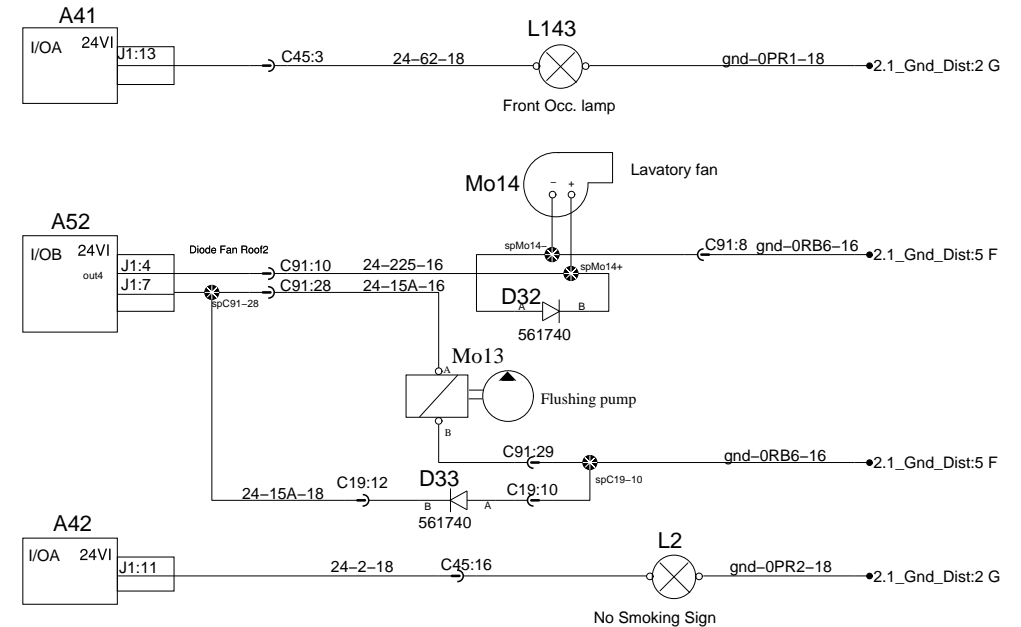 A41
I/OA 24VI
J1:13
C45:3
24–62–18
L143
gnd–0PR1–18
2.1_Gnd_Dist:2 G
Front Occ. lamp
Lavatory fan
Mo14
– +
A52
I/OB 24VI
out4
J1:4
J1:7
Diode Fan Roof2
C91:10
24–225–16
C91:28
24–15A–16
spC91–28
spMo14–
spMo14+
C91:8
gnd–0RB6–16
2.1_Gnd_Dist:5 F
D32
A B
561740
Mo13
A
Flushing pump
B
C91:29
gnd–0RB6–16
2.1_Gnd_Dist:5 F
spC19–10
24–15A–18
C19:12
D33
B A
561740
C19:10
A42
I/OA 24VI
J1:11
24–2–18
C45:16
L2
gnd–0PR2–18
2.1_Gnd_Dist:2 G
No Smoking Sign